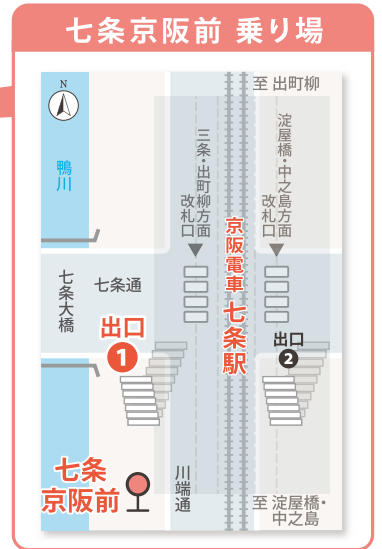 七条京阪前 乗り場
至 出町柳
N
鴨川
三条・出町柳方面
改札口
淀屋橋・中之島方面
改札口
京阪電車 七条駅
七条大橋
七条通
出口
1
出口
2
七条
京阪前
川端通
至 淀屋橋・
中之島